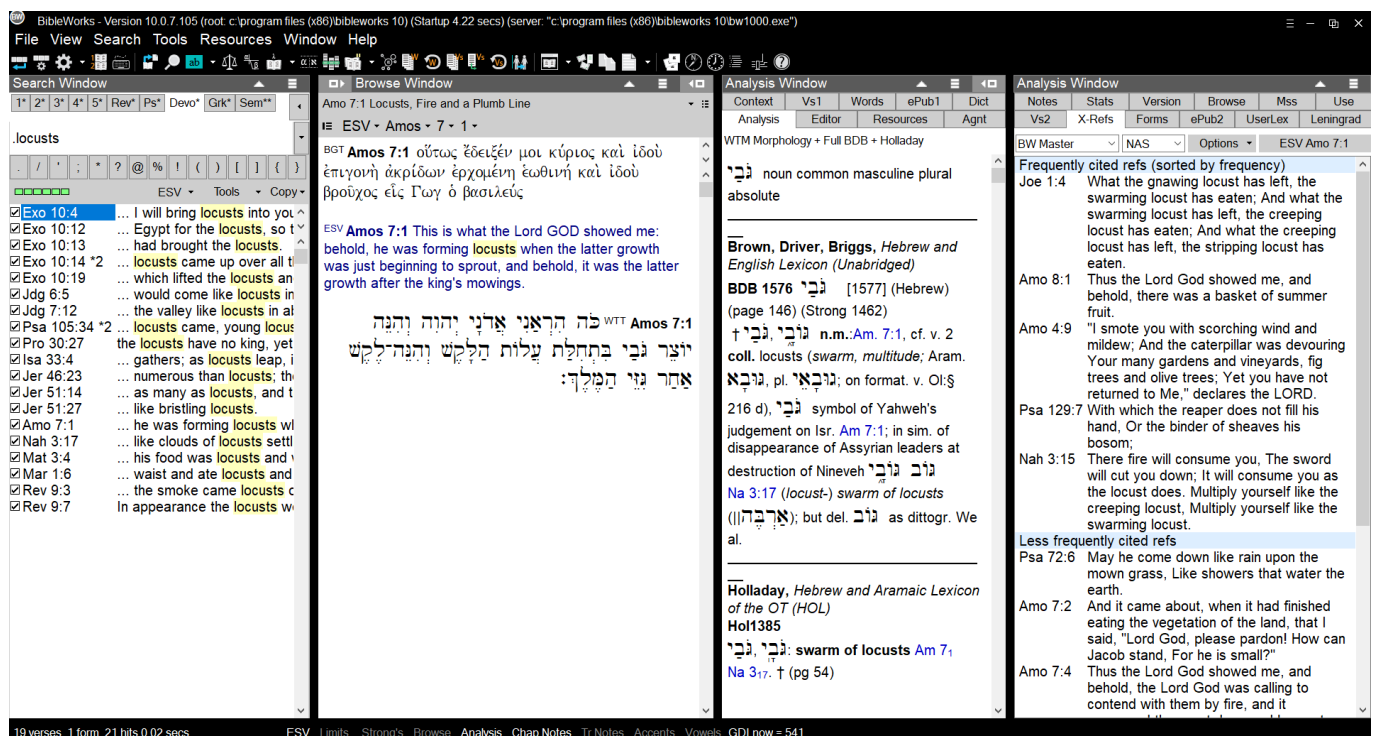 BibleWorks - Version 10.0.7.105 (root: c:\program files (x86)\bibleworks 10) (Startup 4.22 secs) (server: "c:\program files (x86)\bibleworks 10\bw1000.exe")
File View Search Tools Resources Window Help
Search Window
1* 2* 3* 4* 5* Rev* Ps* Devo* Grk* Sem**
.locusts
. / ' ; * ? @ % ! ( ) [ ] { }
ESV Tools Copy
Exo 10:4 ... I will bring locusts into you
Exo 10:12 ... Egypt for the locusts, so t
Exo 10:13 ... had brought the locusts.
Exo 10:14 *2 ... locusts came up over all t
Exo 10:19 ... which lifted the locusts an
Jdg 6:5 ... would come like locusts in
Jdg 7:12 ... the valley like locusts in ab
Psa 105:34 *2 ... locusts came, young locus
Pro 30:27 the locusts have no king, yet
Isa 33:4 ... gathers; as locusts leap, i
Jer 46:23 ... numerous than locusts; th
Jer 51:14 ... as many as locusts, and t
Jer 51:27 ... like bristling locusts.
Amo 7:1 ... he was forming locusts wh
Nah 3:17 ... like clouds of locusts settl
Mat 3:4 ... his food was locusts and
Mar 1:6 ... waist and ate locusts and
Rev 9:3 ... the smoke came locusts o
Rev 9:7 In appearance the locusts we
Browse Window
Amo 7:1 Locusts, Fire and a Plumb Line
ESV Amos 7 1
BGT Amos 7:1 οὕτως ἔδειξέν μοι κύριος καὶ ἰδοὺ
ἐπιγονὴ ἀκρίδων ἐρχομένη ἑωθινή καὶ ἰδοὺ
βροῦχος εἷς Γωγ ὁ βασιλεύς
ESV Amos 7:1 This is what the Lord GOD showed me:
behold, he was forming locusts when the latter growth
was just beginning to sprout, and behold, it was the latter
growth after the king's mowings.
WTT Amos 7:1 כֹּה הִרְאַנִי אֲדֹנָי יְהוִה וְהִנֵּה
יוֹצֵר גֹּבַי בִּתְחִלַּת עֲלוֹת הַלָּקֶשׁ וְהִנֵּה־לֶקֶשׁ
אַחַר גִּזֵּי הַמֶּלֶךְ׃
Analysis Window
Context Vs1 Words ePub1 Dict
Analysis Editor Resources Agnt
WTM Morphology + Full BDB + Holladay
גֹּבַי noun common masculine plural
absolute
Brown, Driver, Briggs, Hebrew and
English Lexicon (Unabridged)
BDB 1576 גֹּבַי [1577] (Hebrew)
(page 146) (Strong 1462)
† גֹּבַי, גּוֹבָ֑י n.m.:Am. 7:1, cf. v. 2
coll. locusts (swarm, multitude; Aram.
גּוּבָא, pl. גּוּבָאֵי; on format. v. Ol:§
216 d), גֹּבַי symbol of Yahweh's
judgement on Isr. Am 7:1; in sim. of
disappearance of Assyrian leaders at
destruction of Nineveh גּוֹב גּוֹבָ֑י
Na 3:17 (locust-) swarm of locusts
(||אַרְבֶּה); but del. גּוֹב as dittogr. We
al.
Holladay, Hebrew and Aramaic Lexicon
of the OT (HOL)
Hol1385
גֹּבַי, גֹּבָ֑י: swarm of locusts Am 7₁
Na 3₁₇. † (pg 54)
Analysis Window
Notes Stats Version Browse Mss Use
Vs2 X-Refs Forms ePub2 UserLex Leningrad
BW Master NAS Options ESV Amo 7:1
Frequently cited refs (sorted by frequency)
Joe 1:4 What the gnawing locust has left, the
swarming locust has eaten; And what the
swarming locust has left, the creeping
locust has eaten; And what the creeping
locust has left, the stripping locust has
eaten.
Amo 8:1 Thus the Lord God showed me, and
behold, there was a basket of summer
fruit.
Amo 4:9 "I smote you with scorching wind and
mildew; And the caterpillar was devouring
Your many gardens and vineyards, fig
trees and olive trees; Yet you have not
returned to Me," declares the LORD.
Psa 129:7 With which the reaper does not fill his
hand, Or the binder of sheaves his
bosom;
Nah 3:15 There fire will consume you, The sword
will cut you down; It will consume you as
the locust does. Multiply yourself like the
creeping locust, Multiply yourself like the
swarming locust.
Less frequently cited refs
Psa 72:6 May he come down like rain upon the
mown grass, Like showers that water the
earth.
Amo 7:2 And it came about, when it had finished
eating the vegetation of the land, that I
said, "Lord God, please pardon! How can
Jacob stand, For he is small?"
Amo 7:4 Thus the Lord God showed me, and
behold, the Lord God was calling to
contend with them by fire, and it
19 verses, 1 form, 21 hits 0.02 secs ESV Limits Strong's Browse Analysis Chap Notes Tr Notes Accents Vowels GDI now = 541